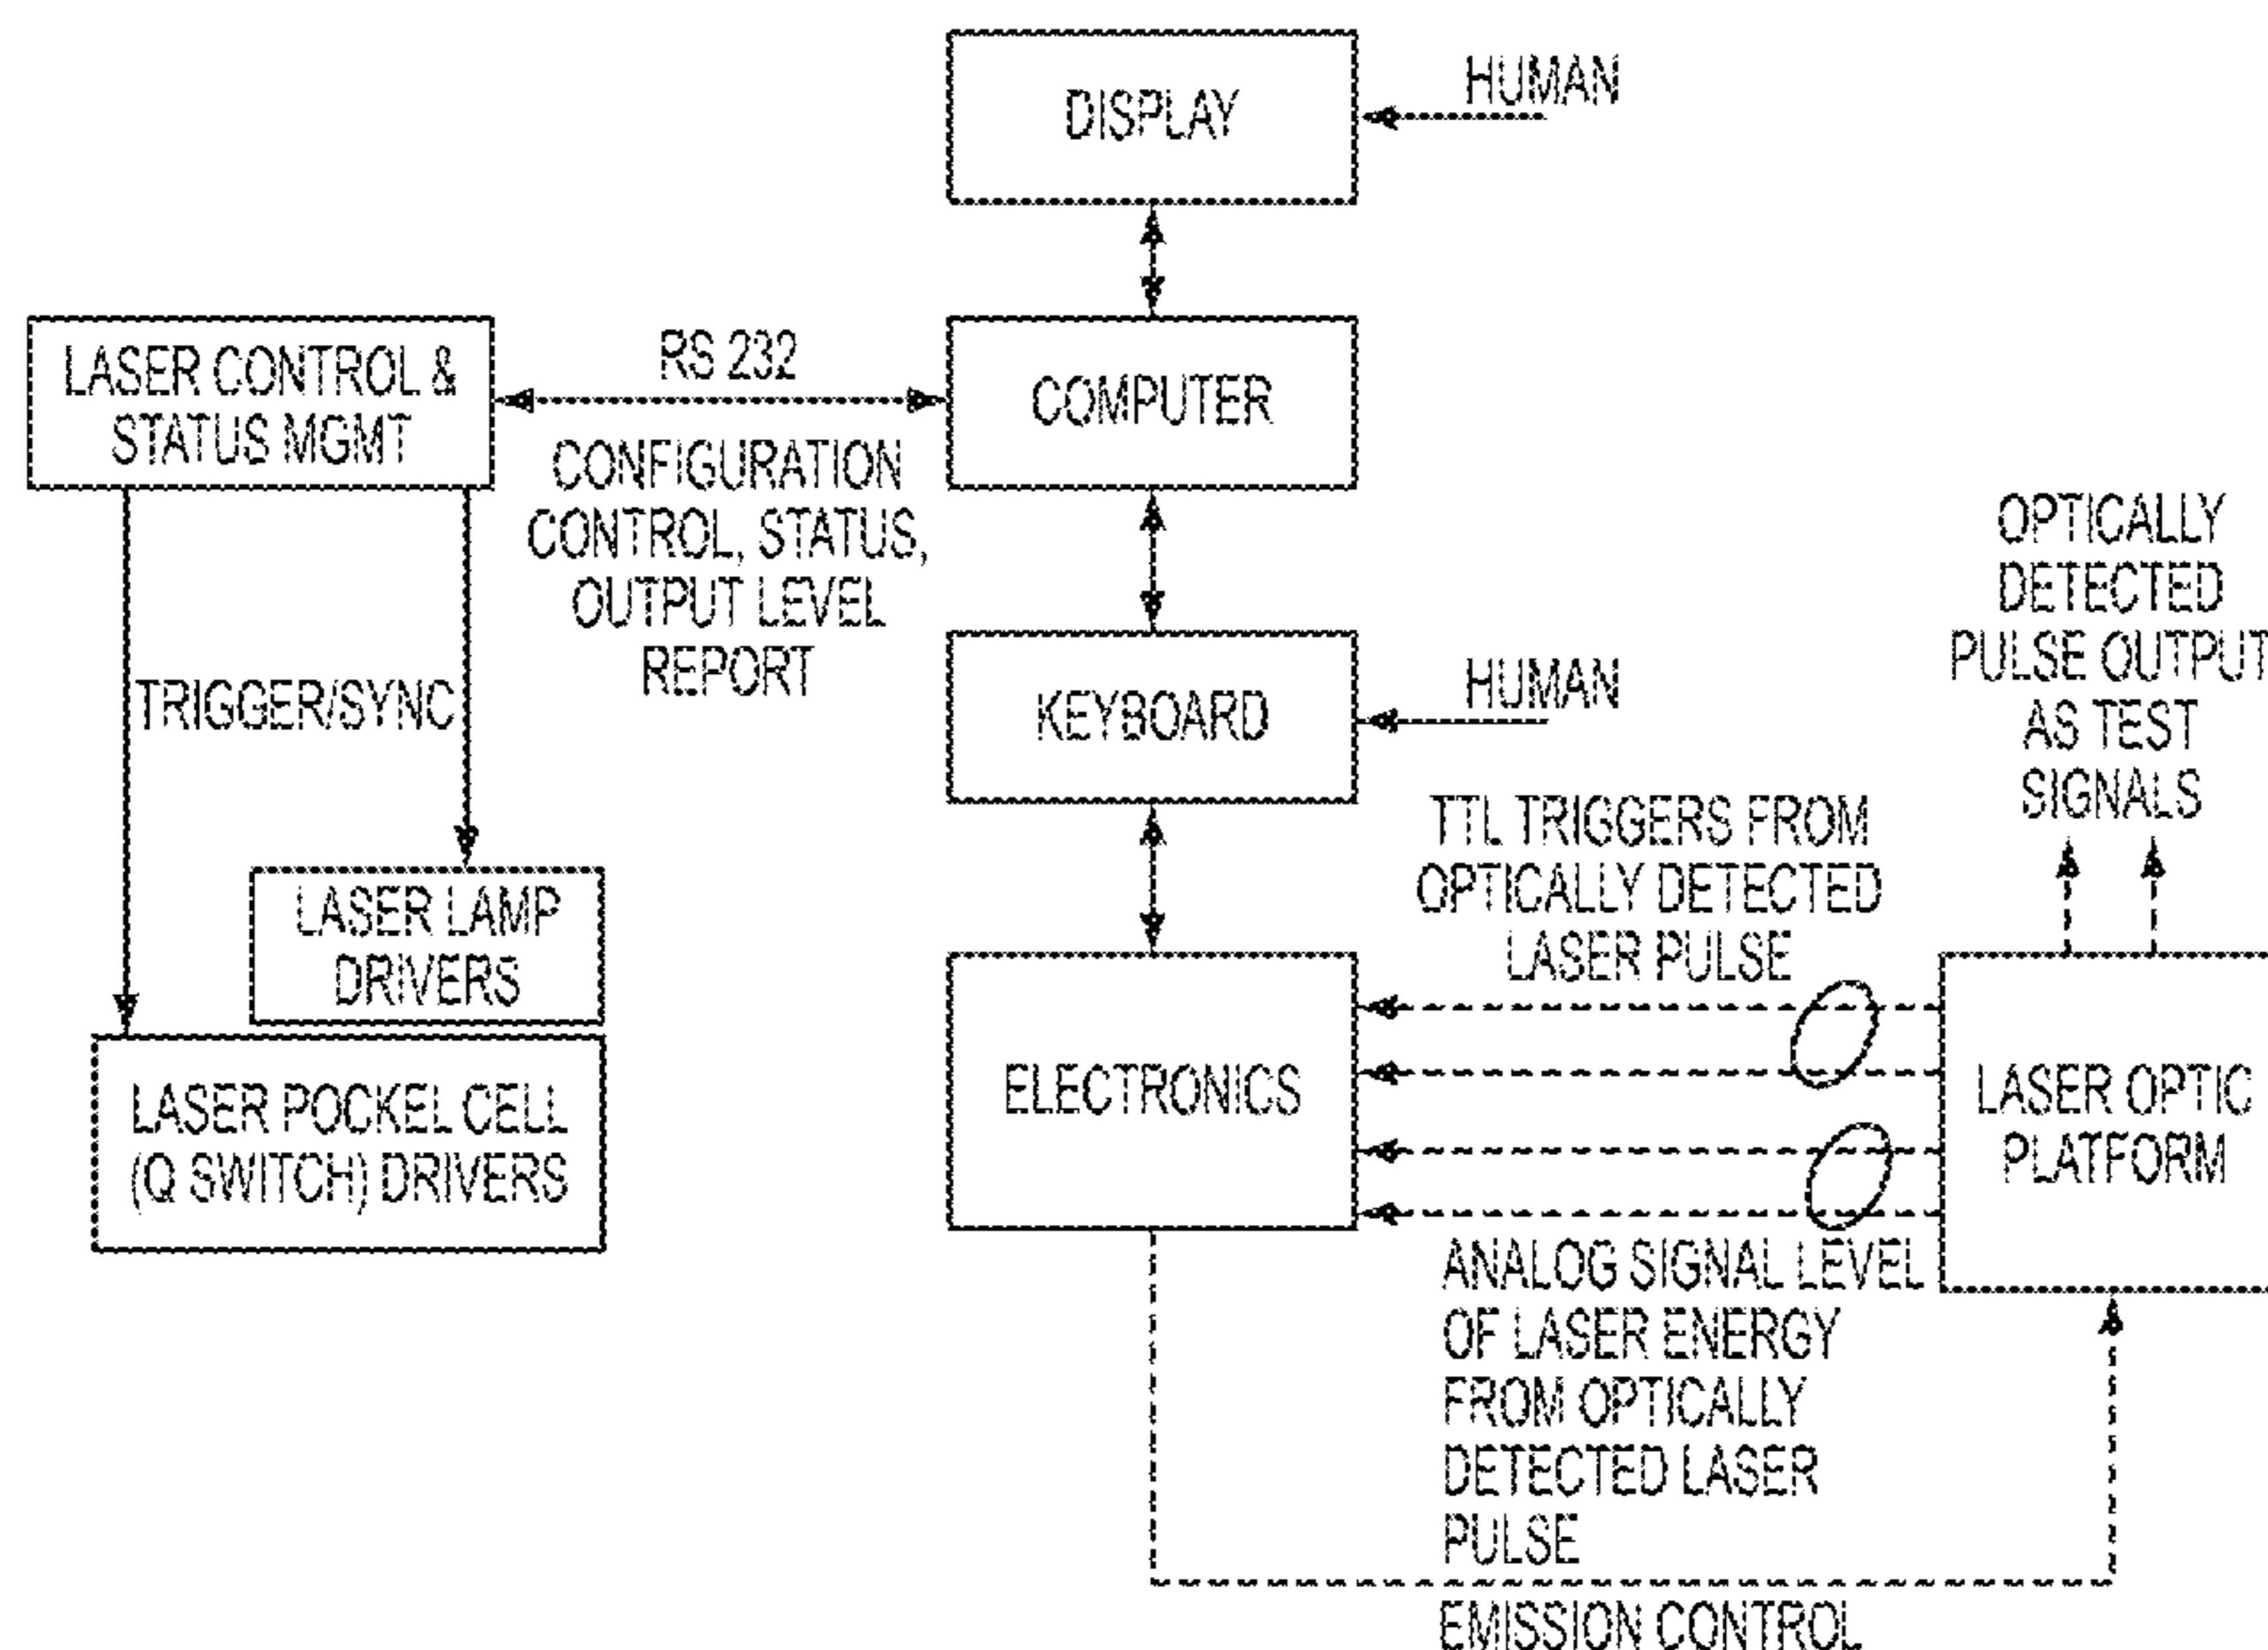 DISPLAY
HUMAN
LASER CONTROL &
STATUS MGMT
RS 232
CONFIGURATION
CONTROL, STATUS,
OUTPUT LEVEL
REPORT
COMPUTER
TRIGGER/SYNC
KEYBOARD
HUMAN
OPTICALLY
DETECTED
PULSE OUTPUT
AS TEST
SIGNALS
LASER LAMP
DRIVERS
LASER POCKEL CELL
(Q SWITCH) DRIVERS
TTL TRIGGERS FROM
OPTICALLY DETECTED
LASER PULSE
ELECTRONICS
LASER OPTIC
PLATFORM
ANALOG SIGNAL LEVEL
OF LASER ENERGY
FROM OPTICALLY
DETECTED LASER
PULSE
EMISSION CONTROL